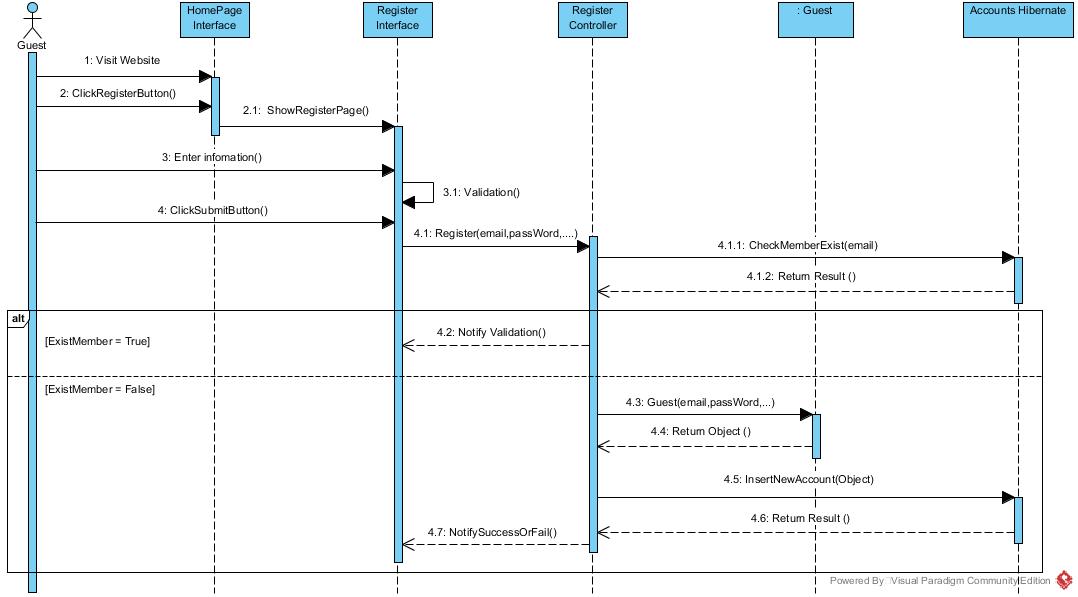 HomePage
Interface
Register
Interface
Register
Controller
: Guest
Accounts Hibernate
Guest
1: Visit Website
2: ClickRegisterButton()
2.1:  ShowRegisterPage()
3: Enter infomation()
3.1: Validation()
4: ClickSubmitButton()
4.1: Register(email,passWord,....)
4.1.1: CheckMemberExist(email)
4.1.2: Return Result ()
alt
4.2: Notify Validation()
[ExistMember = True]
[ExistMember = False]
4.3: Guest(email,passWord,...)
4.4: Return Object ()
4.5: InsertNewAccount(Object)
4.6: Return Result ()
4.7: NotifySuccessOrFail()
Powered By Visual Paradigm Community Edition